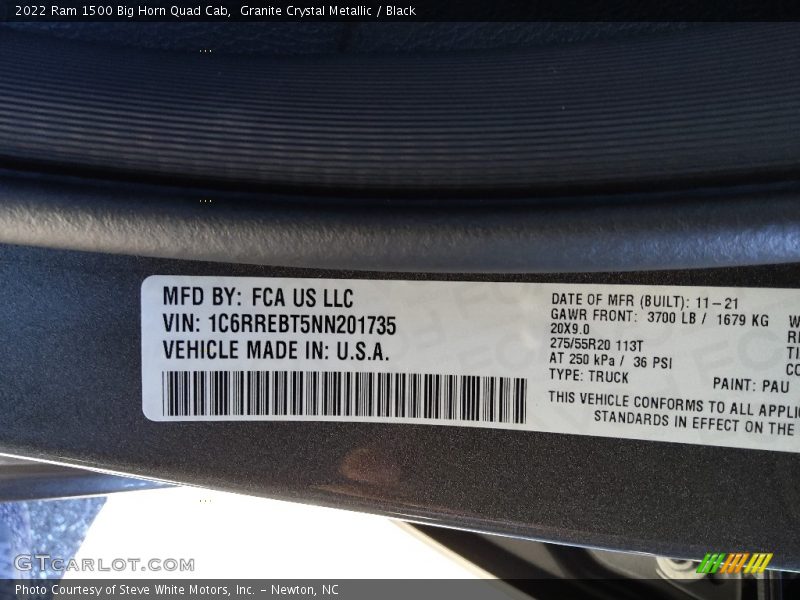 2022 Ram 1500 Big Horn Quad Cab,  Granite Crystal Metallic / Black
MFD BY: FCA US LLC
VIN: 1C6RREBT5NN201735
VEHICLE MADE IN: U.S.A.
DATE OF MFR (BUILT): 11-21
GAWR FRONT: 3700 LB / 1679 KG
20X9.0
275/55R20 113T
AT 250 kPa / 36 PSI
TYPE: TRUCK
PAINT: PAU
THIS VEHICLE CONFORMS TO ALL APPLI
STANDARDS IN EFFECT ON THE
GTCARLOT.COM
Photo Courtesy of Steve White Motors, Inc. – Newton, NC